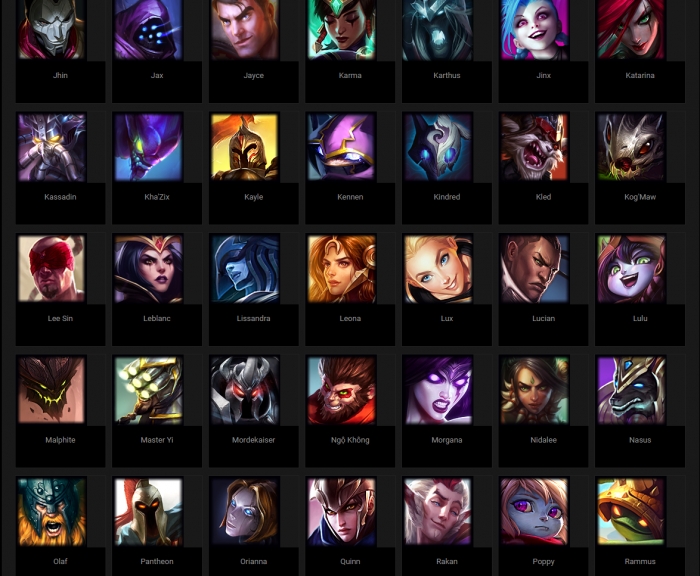 Jhin
Jax
Jayce
Karma
Karthus
Jinx
Katarina
Kassadin
Kha'Zix
Kayle
Kennen
Kindred
Kled
Kog'Maw
Lee Sin
Leblanc
Lissandra
Leona
Lux
Lucian
Lulu
Malphite
Master Yi
Mordekaiser
Ngộ Không
Morgana
Nidalee
Nasus
Olaf
Pantheon
Orianna
Quinn
Rakan
Poppy
Rammus